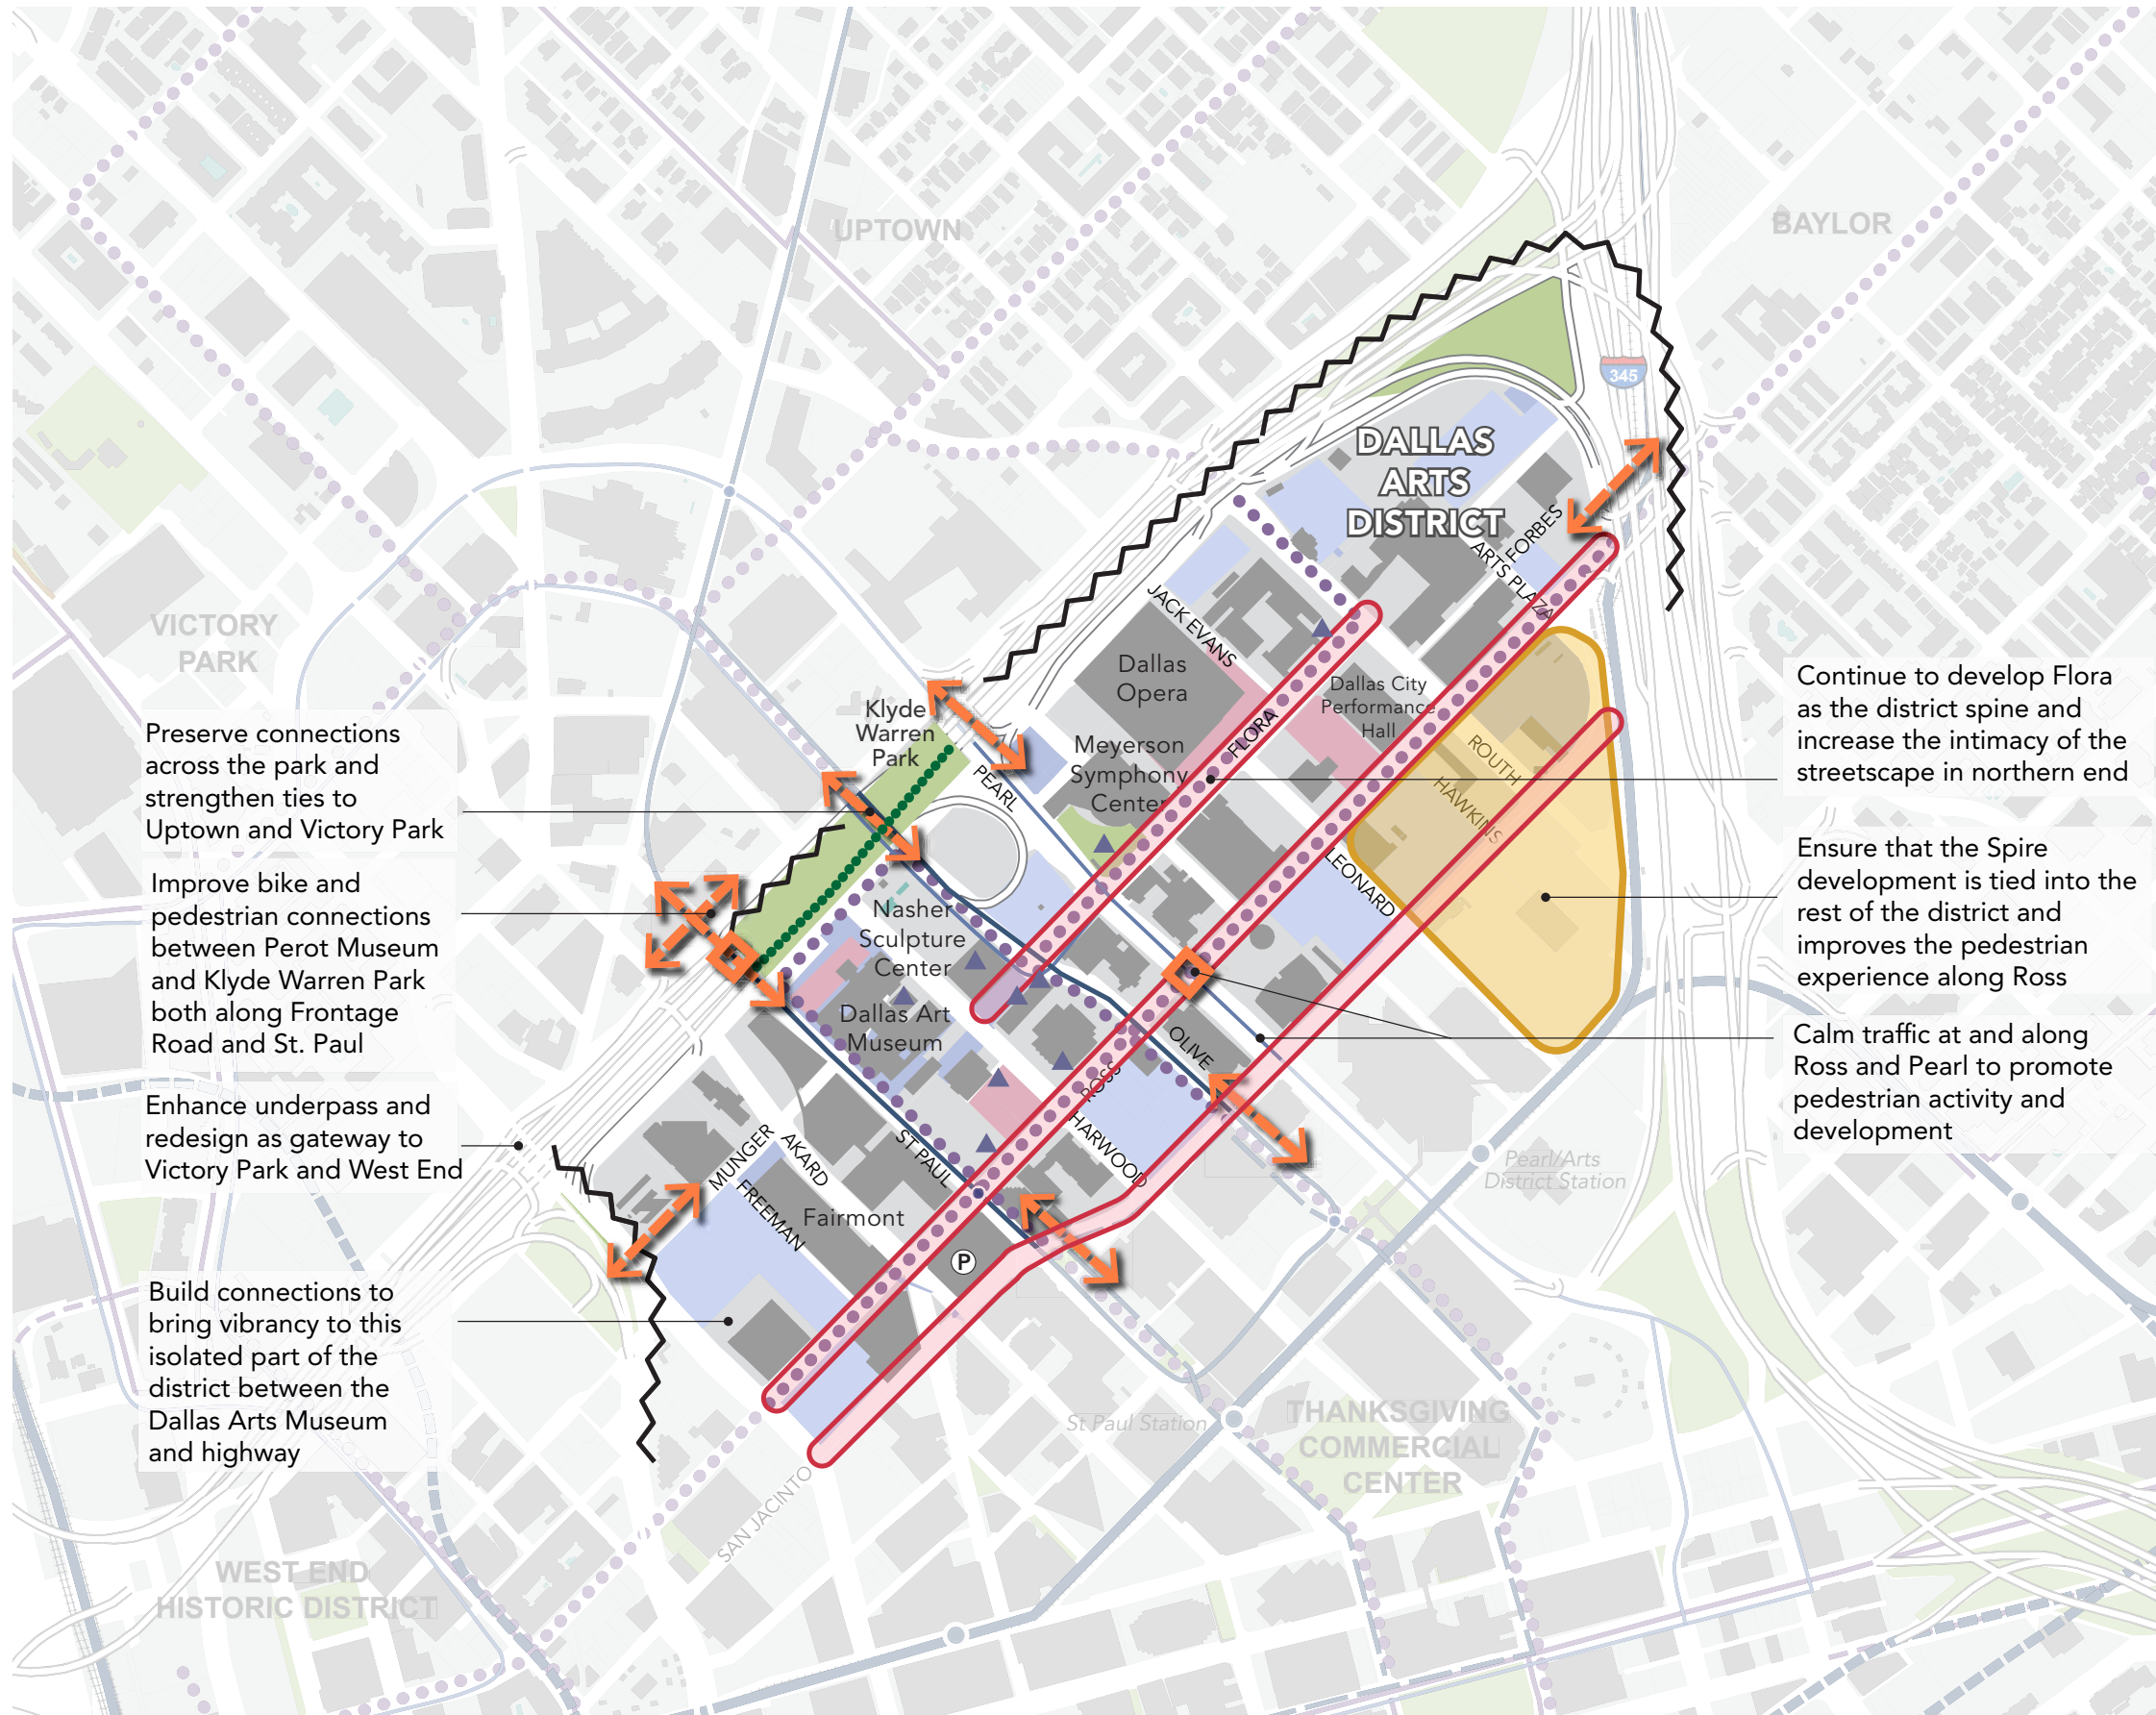 UPTOWN
BAYLOR
345
DALLAS
ARTS
DISTRICT
FORBES
ARTS PLAZA
JACK EVANS
VICTORY
PARK
Dallas
Opera
Dallas City
Performance
Hall
Klyde
Warren
Park
FLORA
Meyerson
Symphony
Center
PEARL
ROUTH
HAWKINS
LEONARD
Preserve connections
across the park and
strengthen ties to
Uptown and Victory Park
Improve bike and
pedestrian connections
between Perot Museum
and Klyde Warren Park
both along Frontage
Road and St. Paul
Enhance underpass and
redesign as gateway to
Victory Park and West End
Build connections to
bring vibrancy to this
isolated part of the
district between the
Dallas Arts Museum
and highway
Continue to develop Flora
as the district spine and
increase the intimacy of the
streetscape in northern end
Ensure that the Spire
development is tied into the
rest of the district and
improves the pedestrian
experience along Ross
Calm traffic at and along
Ross and Pearl to promote
pedestrian activity and
development
Nasher
Sculpture
Center
Dallas Art
Museum
OLIVE
ROSS
HARWOOD
ST PAUL
MUNGER
AKARD
FREEMAN
Fairmont
P
Pearl/Arts
District Station
St Paul Station
THANKSGIVING
COMMERCIAL
CENTER
SAN JACINTO
WEST END
HISTORIC DISTRICT